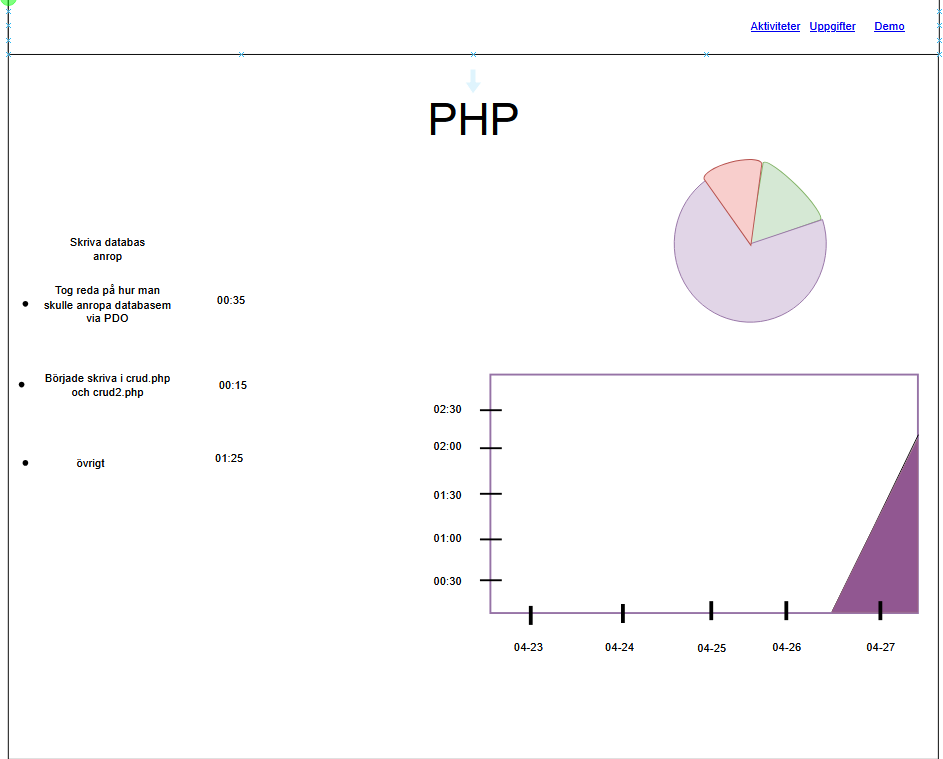 Aktiviteter Uppgifter Demo
PHP
Skriva databas
anrop
Tog reda på hur man
skulle anropa databasem
via PDO
00:35
Började skriva i crud.php
och crud2.php
00:15
övrigt
01:25
02:30
02:00
01:30
01:00
00:30
04-23 04-24 04-25 04-26 04-27